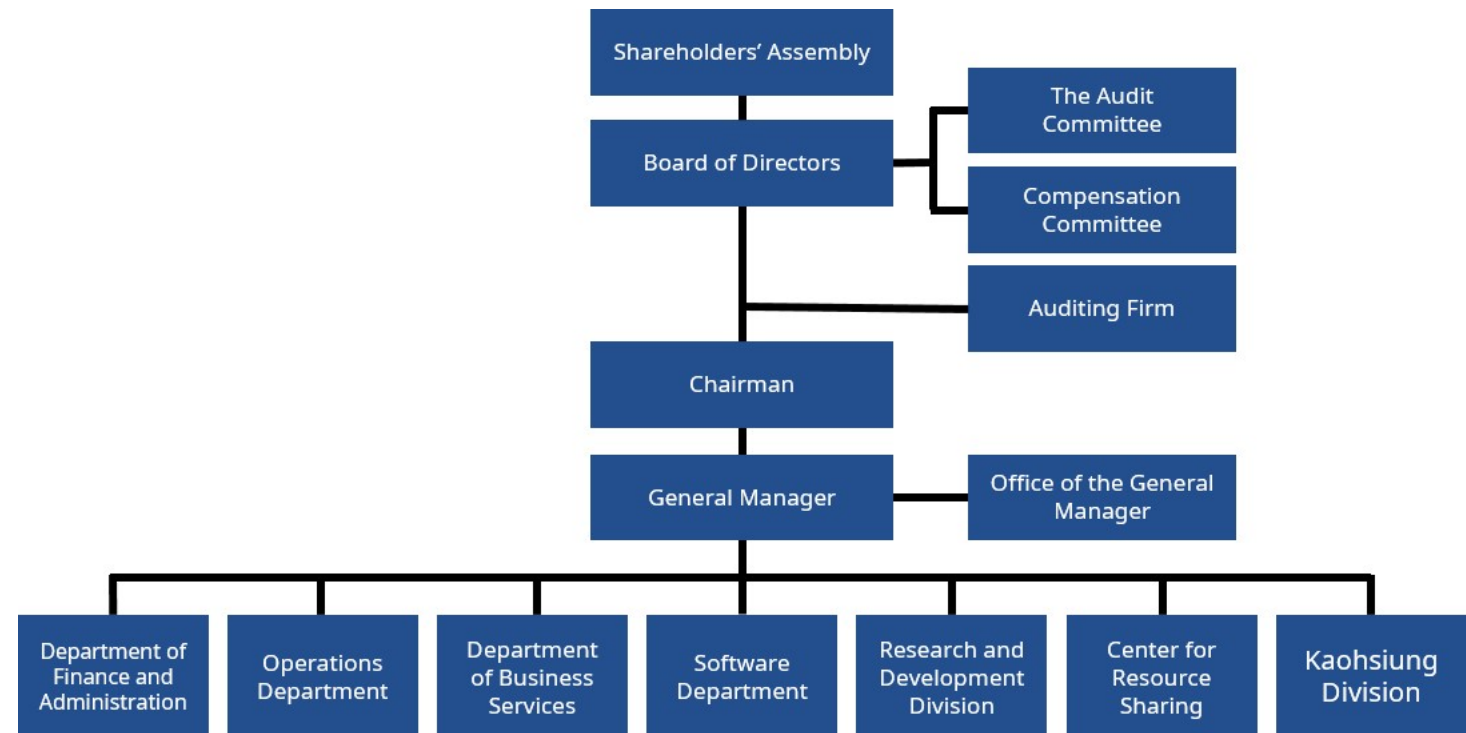 Shareholders’ Assembly
The Audit
Committee
Board of Directors
Compensation
Committee
Auditing Firm
Chairman
General Manager
Office of the General
Manager
Department of
Finance and
Administration
Operations
Department
Department
of Business
Services
Software
Department
Research and
Development
Division
Center for
Resource
Sharing
Kaohsiung
Division